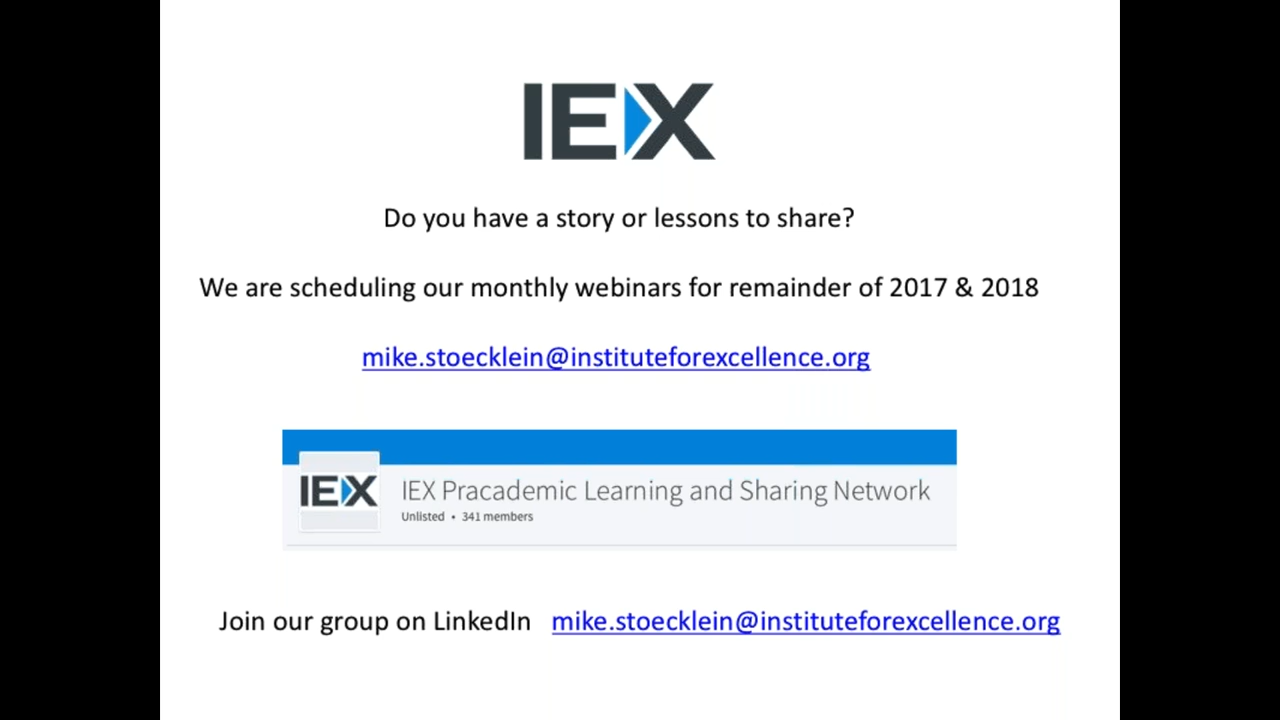 IEX
Do you have a story or lessons to share?
We are scheduling our monthly webinars for remainder of 2017 & 2018
mike.stoecklein@instituteforexcellence.org
IEX
IEX Pracademic Learning and Sharing Network
Unlisted • 341 members
Join our group on LinkedIn mike.stoecklein@instituteforexcellence.org